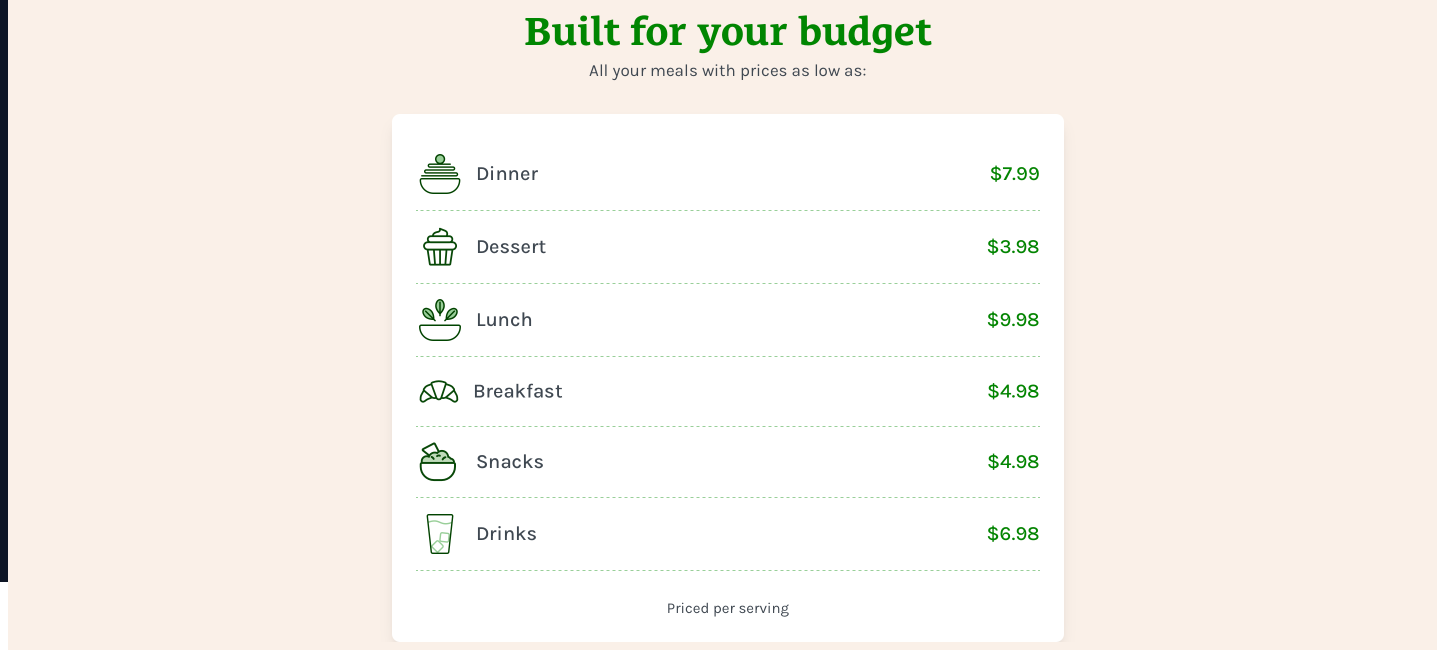 Built for your budget
All your meals with prices as low as:
Dinner $7.99
Dessert $3.98
Lunch $9.98
Breakfast $4.98
Snacks $4.98
Drinks $6.98
Priced per serving